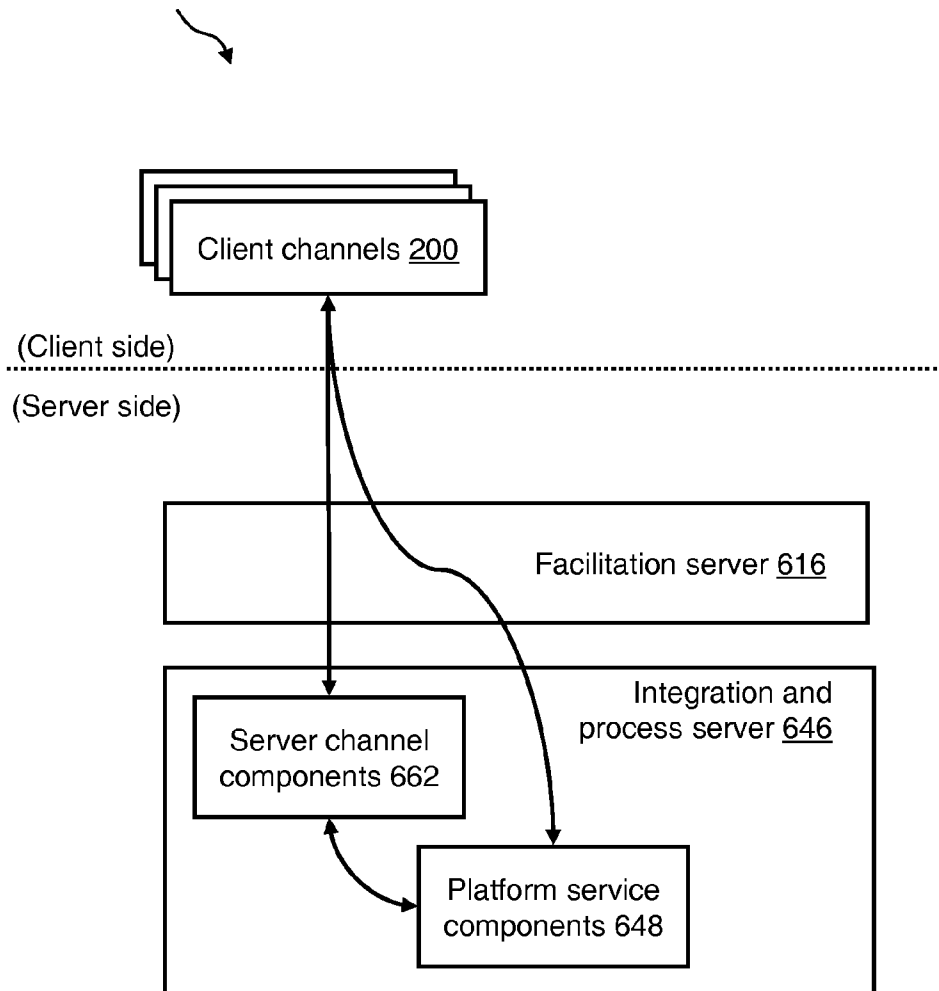 Client channels 200
(Client side)
(Server side)
Facilitation server 616
Integration and
process server 646
Server channel
components 662
Platform service
components 648